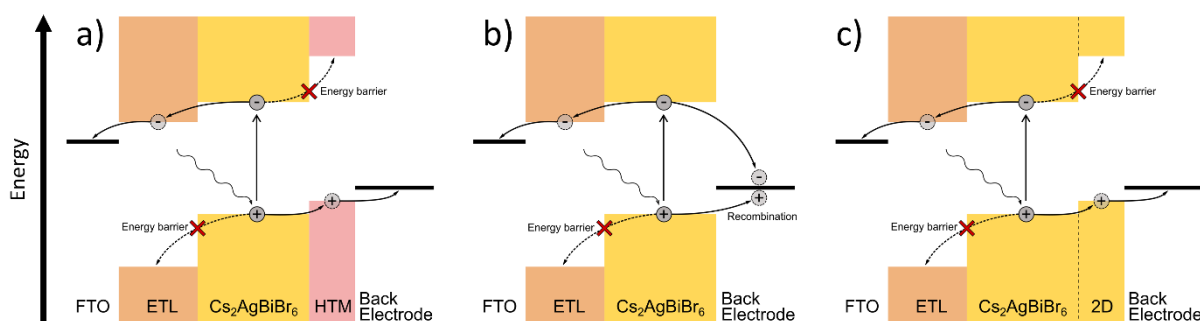 Energy
a)
Energy barrier
Energy barrier
FTO
ETL
Cs₂AgBiBr₆
HTM
Back
Electrode
b)
Energy barrier
Recombination
FTO
ETL
Cs₂AgBiBr₆
Back
Electrode
c)
Energy barrier
Energy barrier
FTO
ETL
Cs₂AgBiBr₆
2D
Back
Electrode